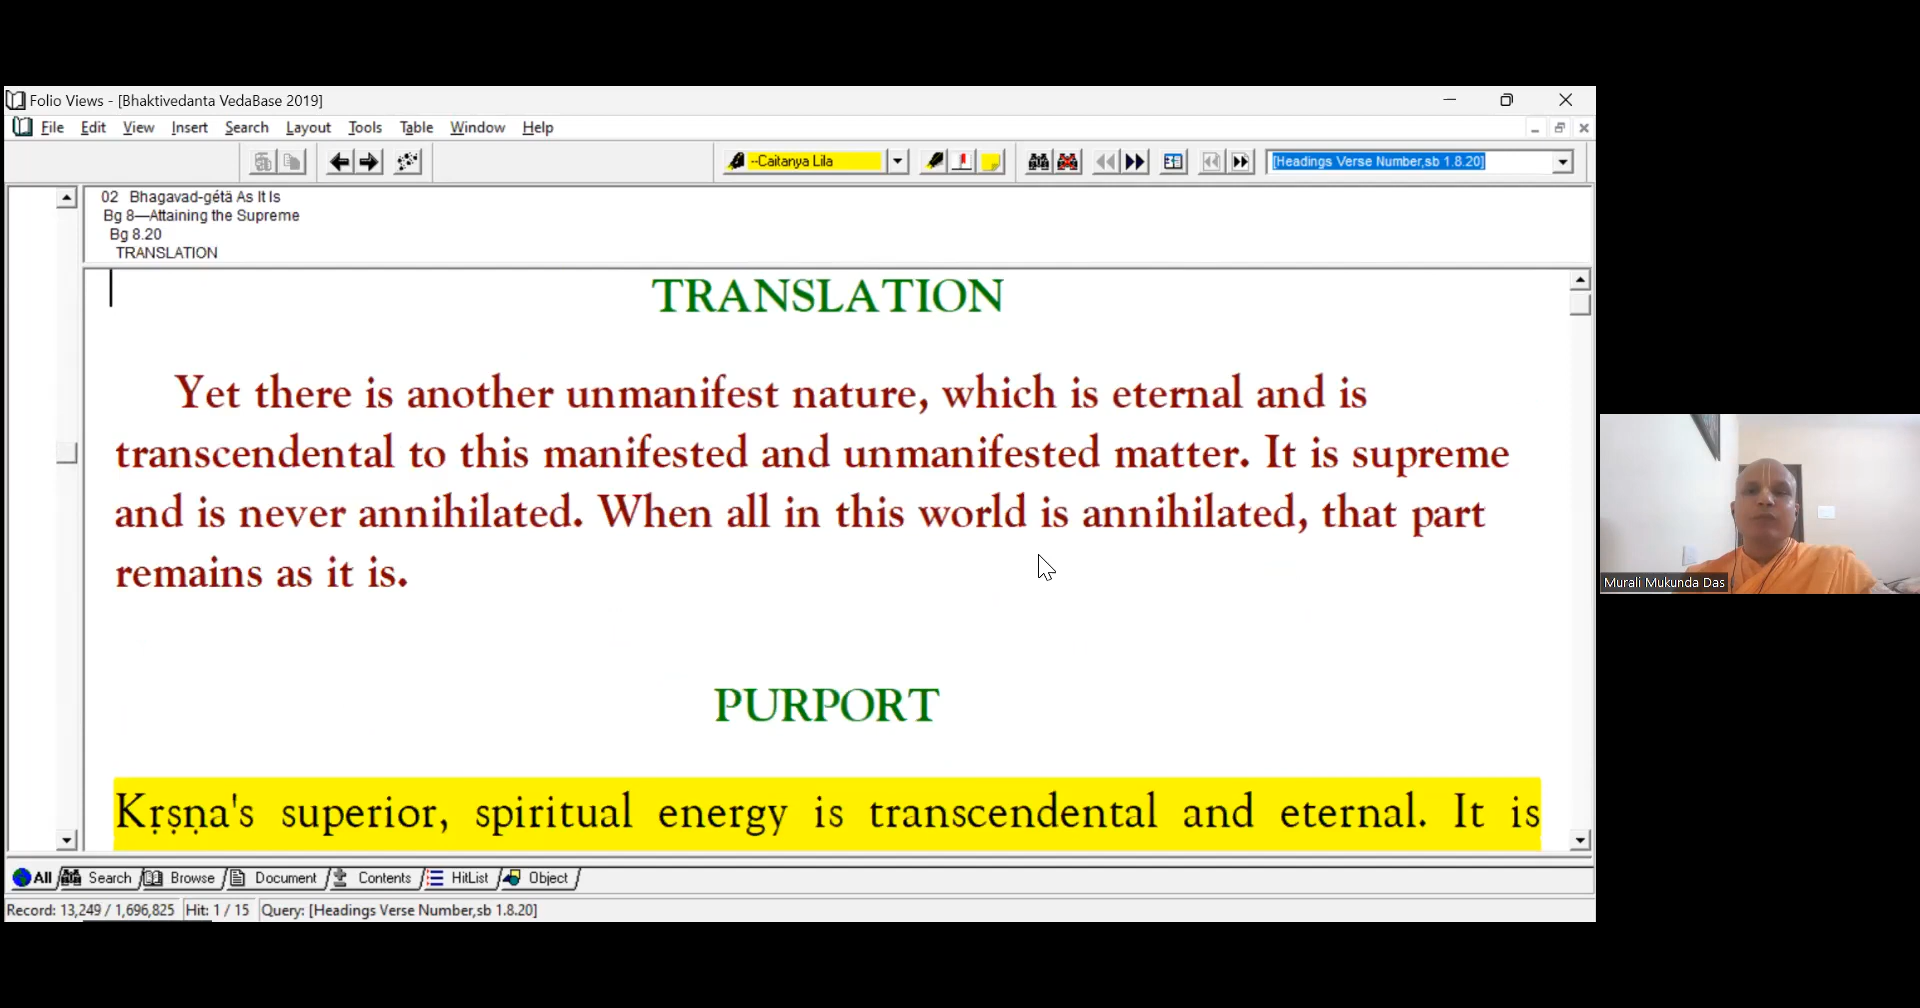 Folio Views - [Bhaktivedanta VedaBase 2019]
File Edit View Insert Search Layout Tools Table Window Help
--Caitanya Lila
[Headings Verse Number,sb 1.8.20]
02 Bhagavad-gétä As It Is
Bg 8—Attaining the Supreme
Bg 8.20
TRANSLATION
TRANSLATION
Yet there is another unmanifest nature, which is eternal and is
transcendental to this manifested and unmanifested matter. It is supreme
and is never annihilated. When all in this world is annihilated, that part
remains as it is.
PURPORT
Kṛṣṇa's superior, spiritual energy is transcendental and eternal. It is
All Search Browse Document Contents HitList Object
Record: 13,249 / 1,696,825 Hit: 1 / 15 Query: [Headings Verse Number,sb 1.8.20]
Murali Mukunda Das